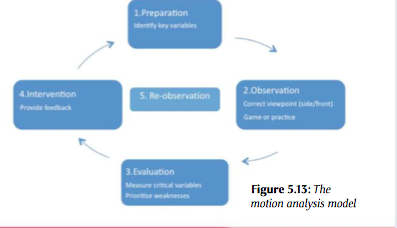 1.Preparation
Identify key variables
2.Observation
Correct viewpoint (side/front)
Game or practice
3.Evaluation
Measure critical variables
Prioritise weaknesses
4.Intervention
Provide feedback
5. Re-observation
Figure 5.13: The
motion analysis model